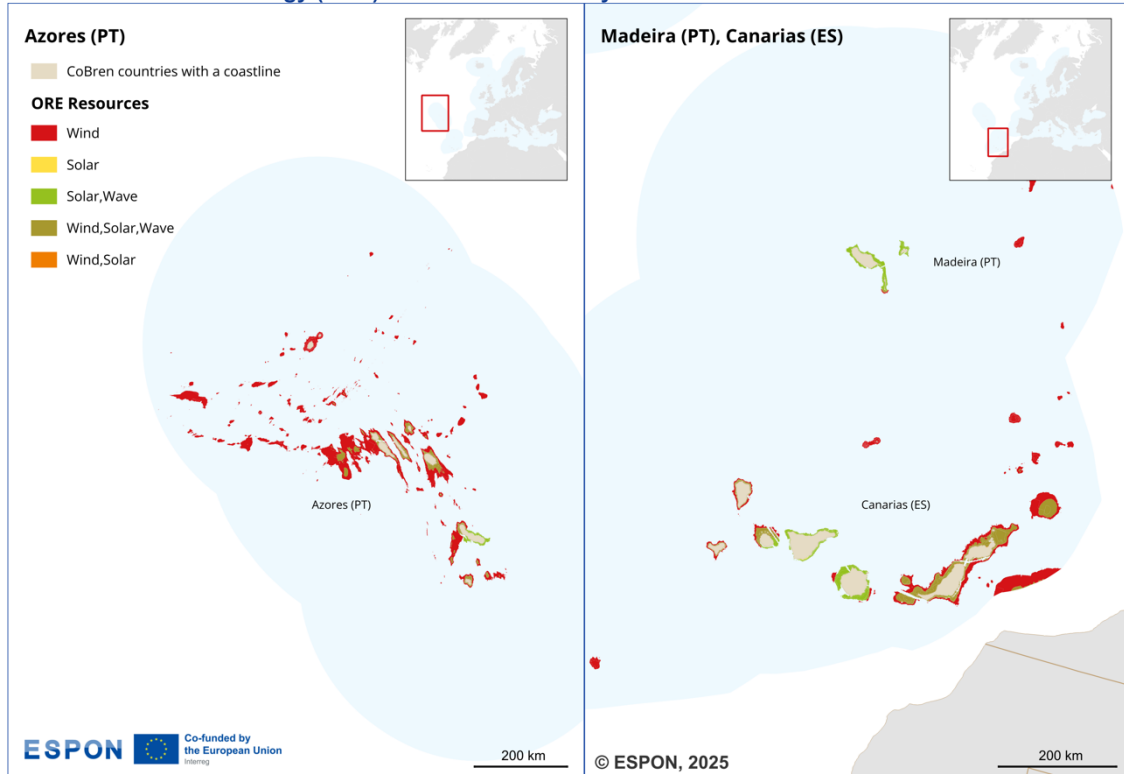 Azores (PT)
CoBren countries with a coastline
ORE Resources
Wind
Solar
Solar,Wave
Wind,Solar,Wave
Wind,Solar
Azores (PT)
ESPON
Co-funded by
the European Union
Interreg
200 km
Madeira (PT), Canarias (ES)
Madeira (PT)
Canarias (ES)
© ESPON, 2025
200 km